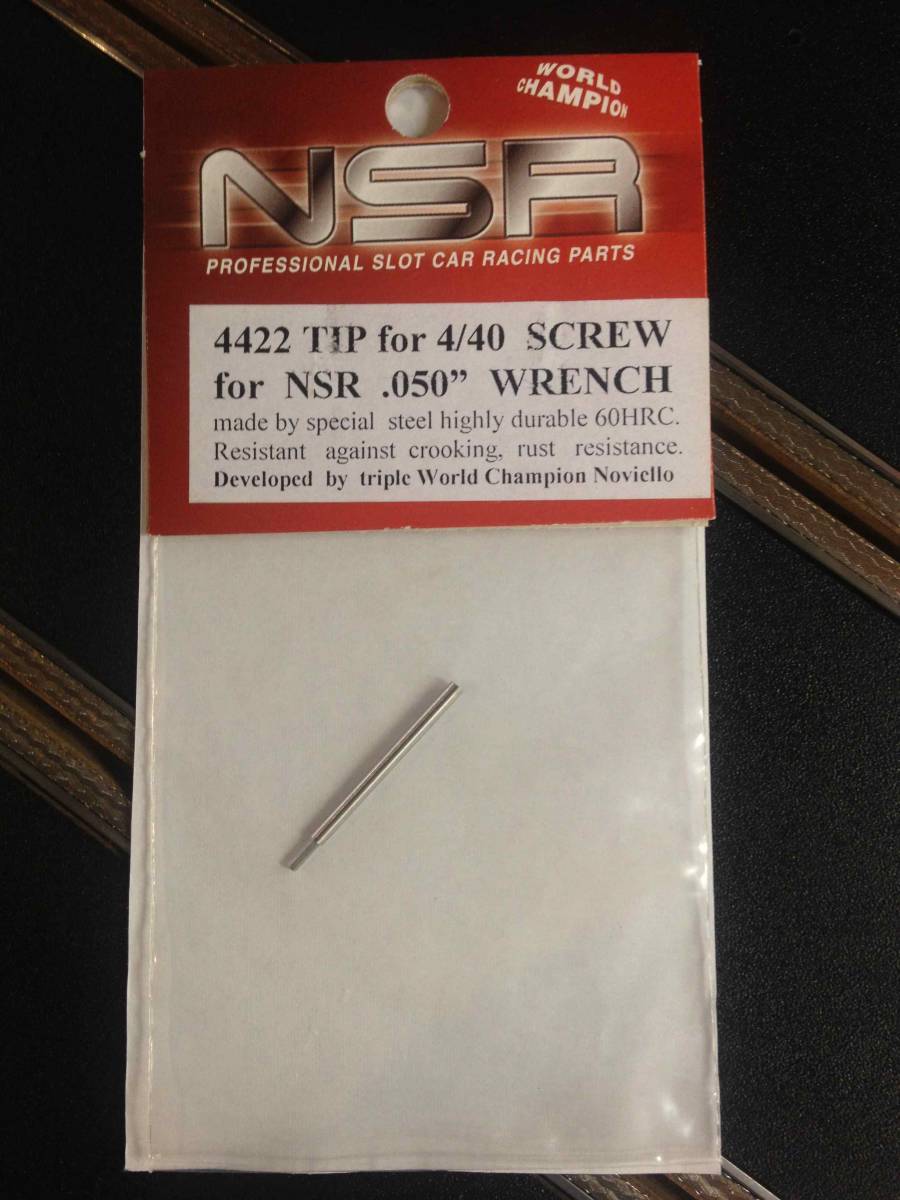 WORLD
CHAMPION
NSR
PROFESSIONAL SLOT CAR RACING PARTS
4422 TIP for 4/40 SCREW
for NSR .050” WRENCH
made by special steel highly durable 60HRC.
Resistant against crooking, rust resistance.
Developed by triple World Champion Noviello